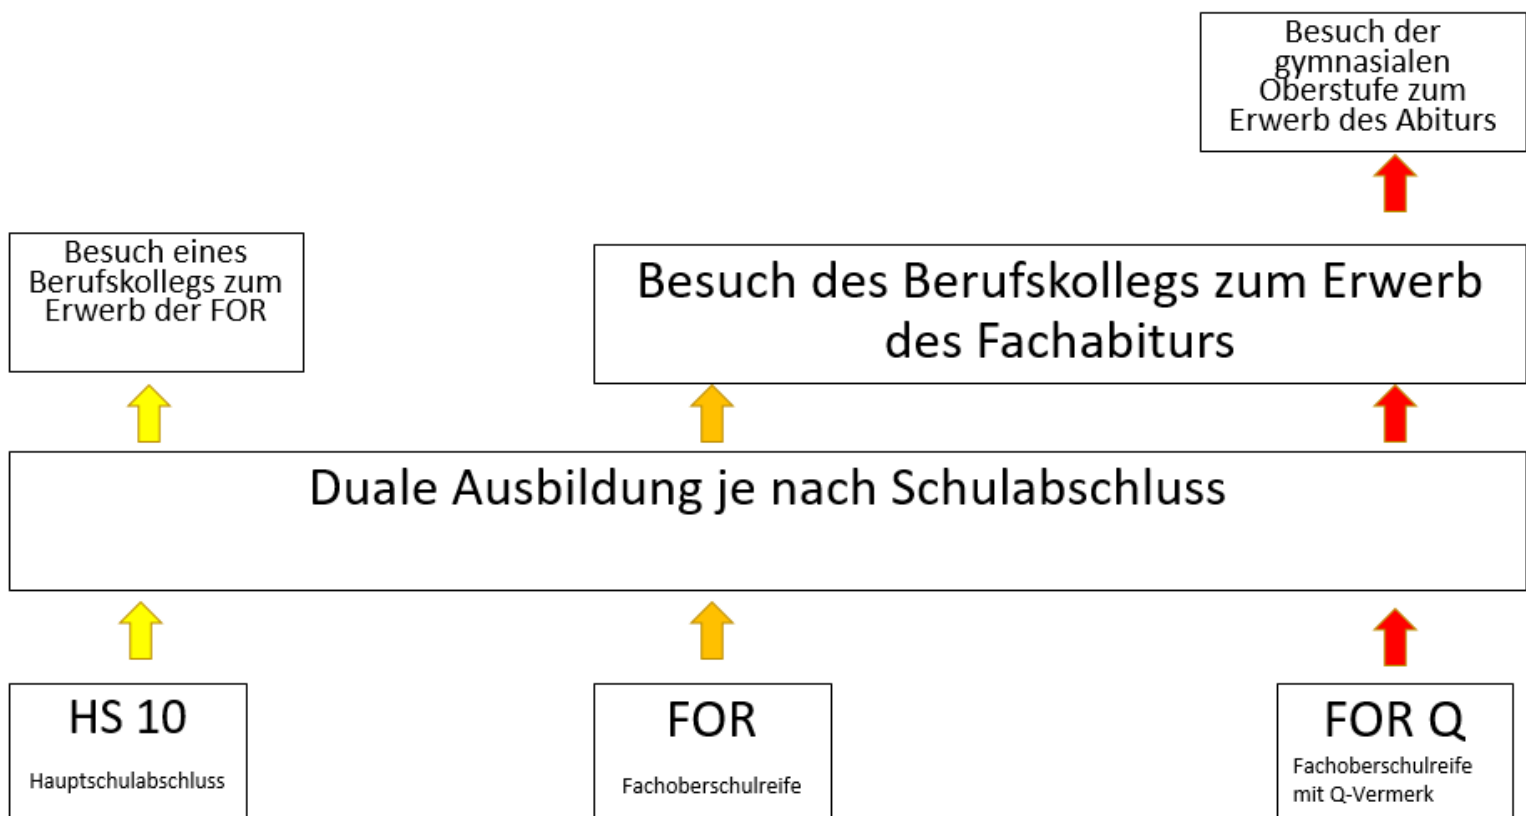 Besuch der
gymnasialen
Oberstufe zum
Erwerb des Abiturs
Besuch eines
Berufskollegs zum
Erwerb der FOR
Besuch des Berufskollegs zum Erwerb
des Fachabiturs
Duale Ausbildung je nach Schulabschluss
HS 10
Hauptschulabschluss
FOR
Fachoberschulreife
FOR Q
Fachoberschulreife
mit Q-Vermerk